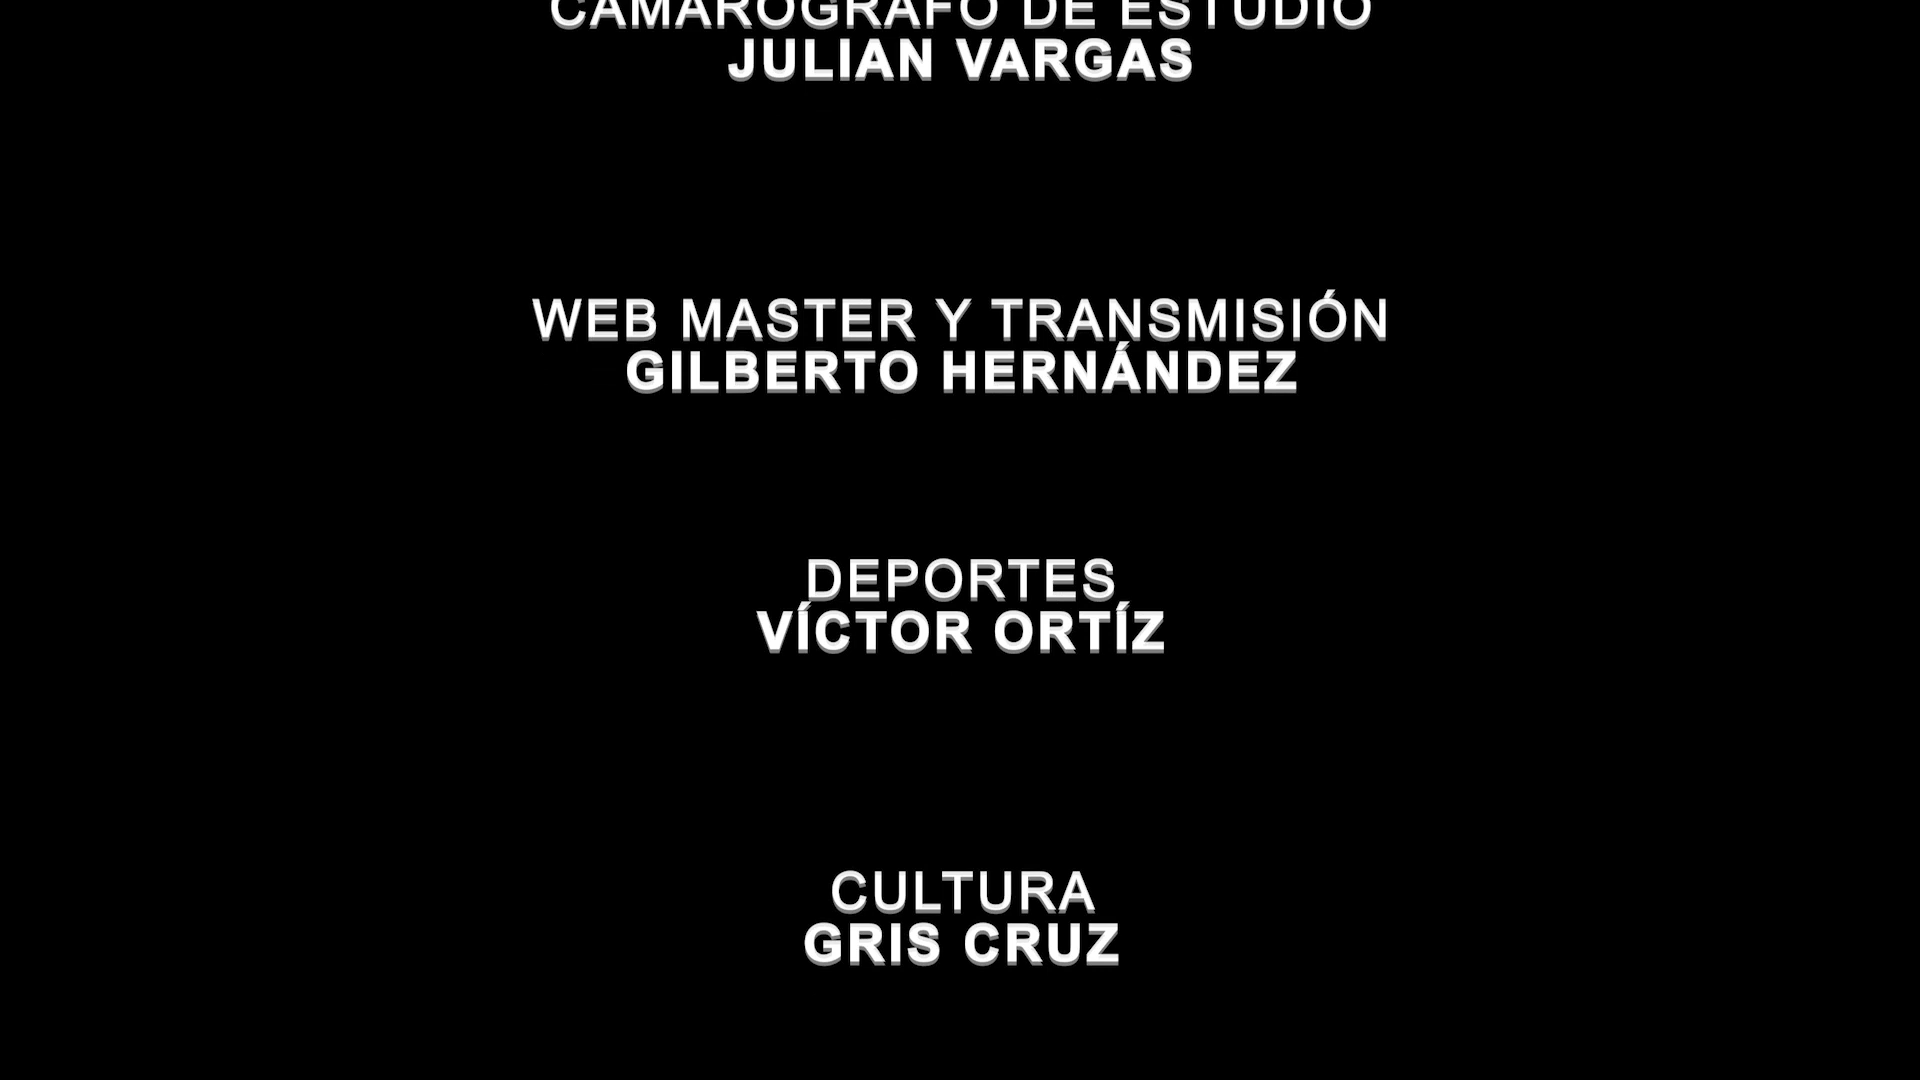 CAMARÓGRAFO DE ESTUDIO
JULIAN VARGAS
WEB MASTER Y TRANSMISIÓN
GILBERTO HERNÁNDEZ
DEPORTES
VÍCTOR ORTÍZ
CULTURA
GRIS CRUZ